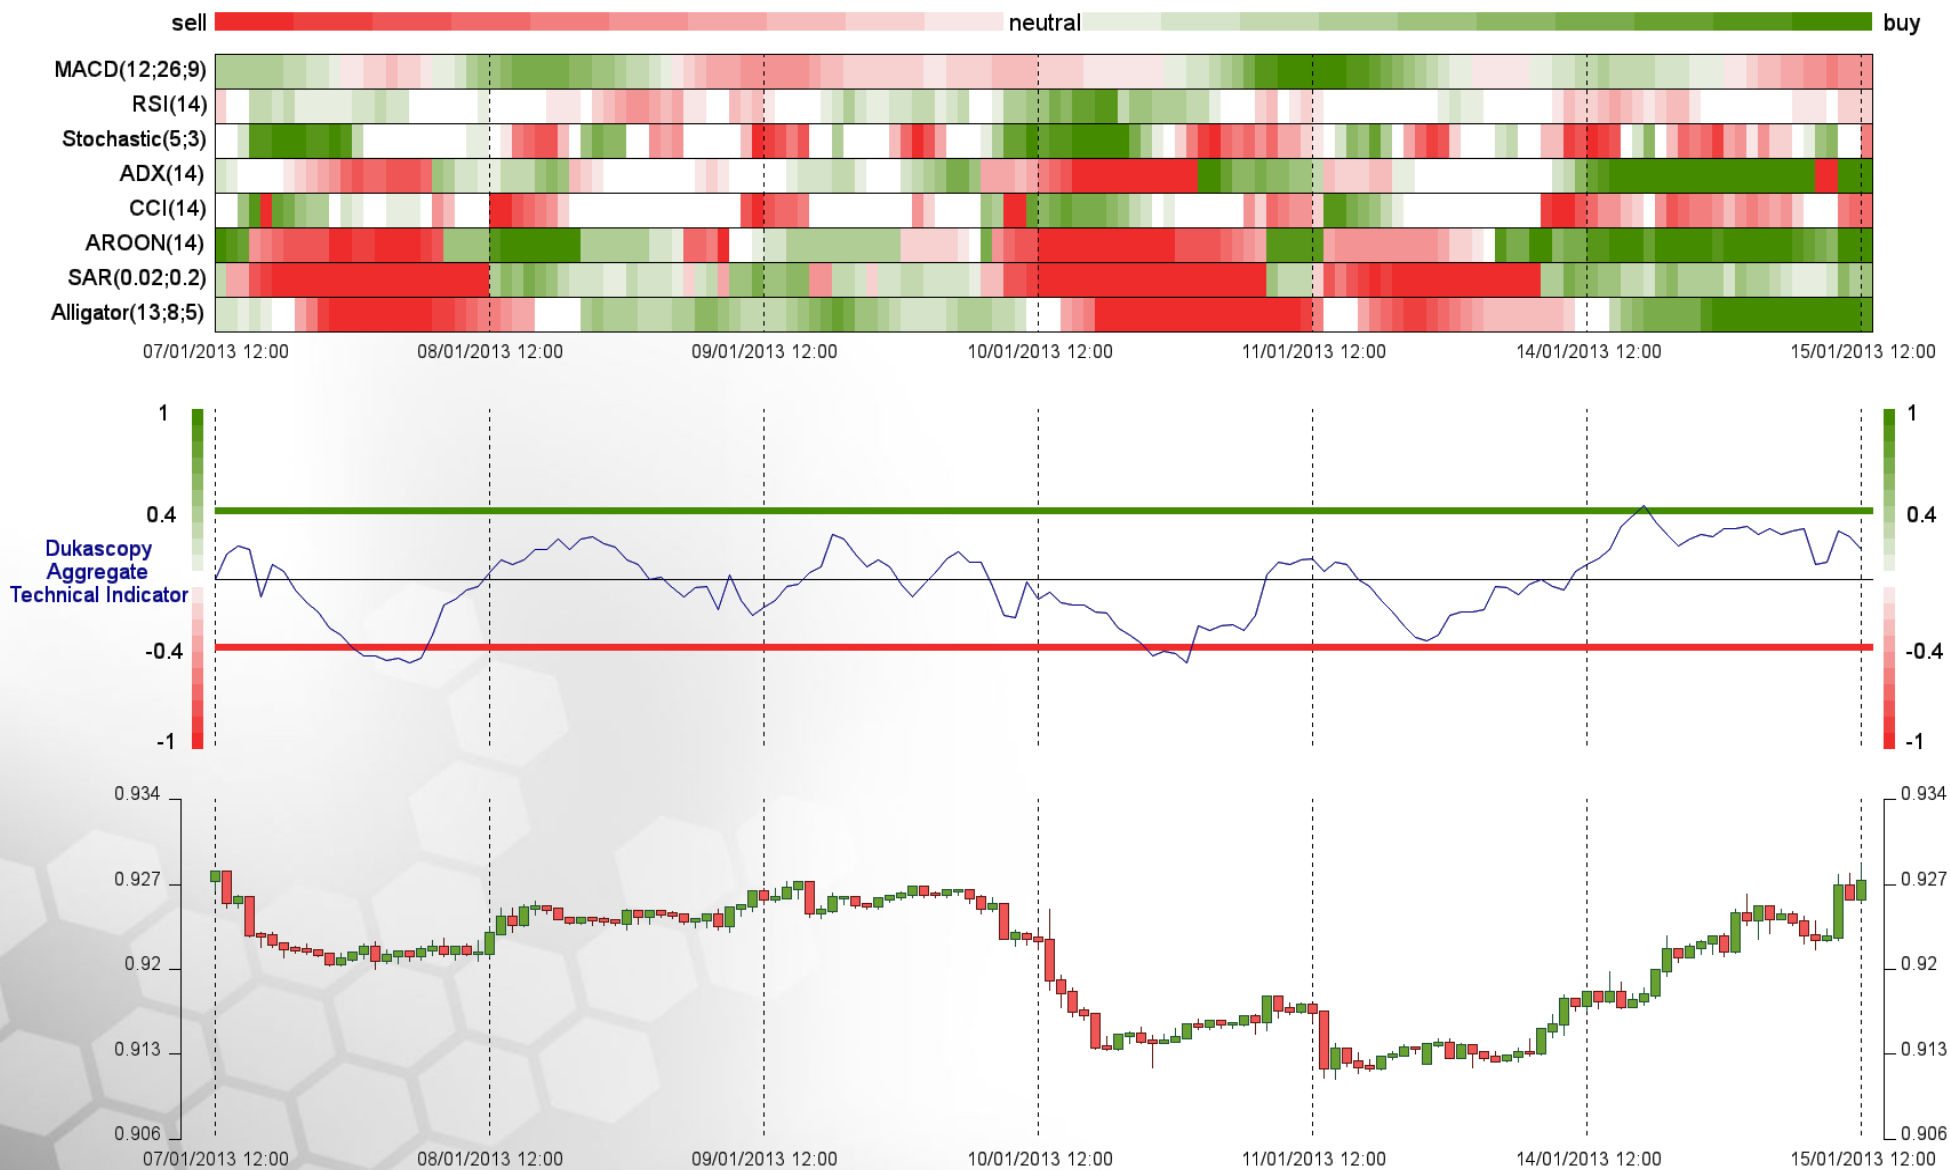 sell neutral buy
MACD(12;26;9)
RSI(14)
Stochastic(5;3)
ADX(14)
CCI(14)
AROON(14)
SAR(0.02;0.2)
Alligator(13;8;5)
07/01/2013 12:00 08/01/2013 12:00 09/01/2013 12:00 10/01/2013 12:00 11/01/2013 12:00 14/01/2013 12:00 15/01/2013 12:00
1 1
0.4 0.4
Dukascopy
Aggregate
Technical Indicator
-0.4 -0.4
-1 -1
0.934 0.934
0.927 0.927
0.92 0.92
0.913 0.913
0.906 0.906
07/01/2013 12:00 08/01/2013 12:00 09/01/2013 12:00 10/01/2013 12:00 11/01/2013 12:00 14/01/2013 12:00 15/01/2013 12:00